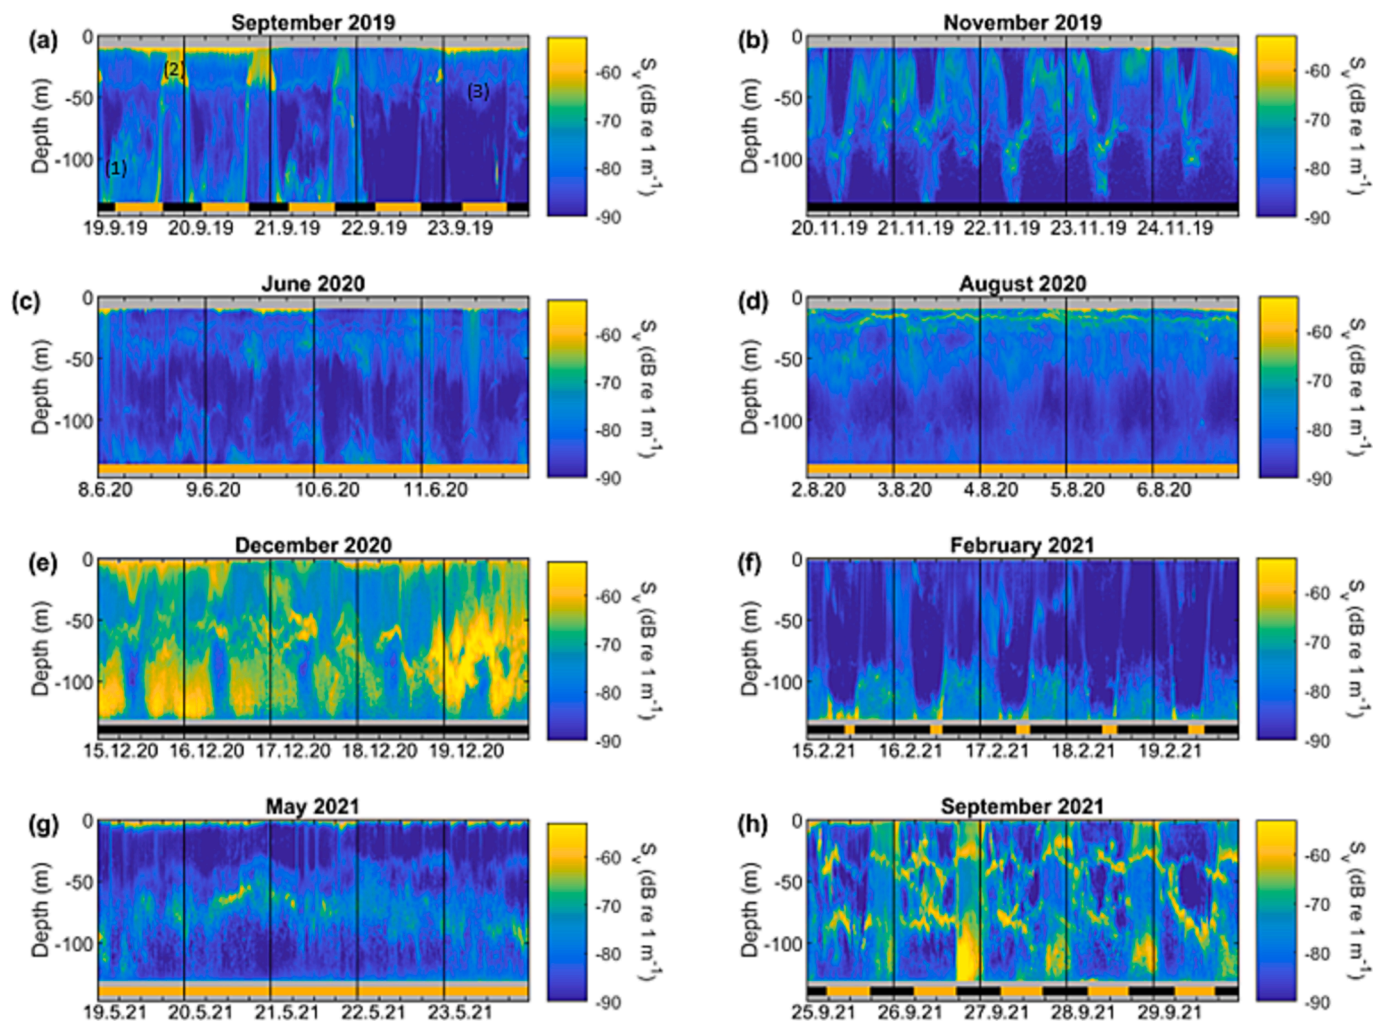 (a) September 2019
0
-50
-100
Depth (m)
(1)
(2)
(3)
19.9.19 20.9.19 21.9.19 22.9.19 23.9.19
-60
-70
-80
-90
Sv (dB re 1 m-1)
(b) November 2019
0
-50
-100
Depth (m)
20.11.19 21.11.19 22.11.19 23.11.19 24.11.19
-60
-70
-80
-90
Sv (dB re 1 m-1)
(c) June 2020
0
-50
-100
Depth (m)
8.6.20 9.6.20 10.6.20 11.6.20
-60
-70
-80
-90
Sv (dB re 1 m-1)
(d) August 2020
0
-50
-100
Depth (m)
2.8.20 3.8.20 4.8.20 5.8.20 6.8.20
-60
-70
-80
-90
Sv (dB re 1 m-1)
(e) December 2020
0
-50
-100
Depth (m)
15.12.20 16.12.20 17.12.20 18.12.20 19.12.20
-60
-70
-80
-90
Sv (dB re 1 m-1)
(f) February 2021
0
-50
-100
Depth (m)
15.2.21 16.2.21 17.2.21 18.2.21 19.2.21
-60
-70
-80
-90
Sv (dB re 1 m-1)
(g) May 2021
0
-50
-100
Depth (m)
19.5.21 20.5.21 21.5.21 22.5.21 23.5.21
-60
-70
-80
-90
Sv (dB re 1 m-1)
(h) September 2021
0
-50
-100
Depth (m)
25.9.21 26.9.21 27.9.21 28.9.21 29.9.21
-60
-70
-80
-90
Sv (dB re 1 m-1)